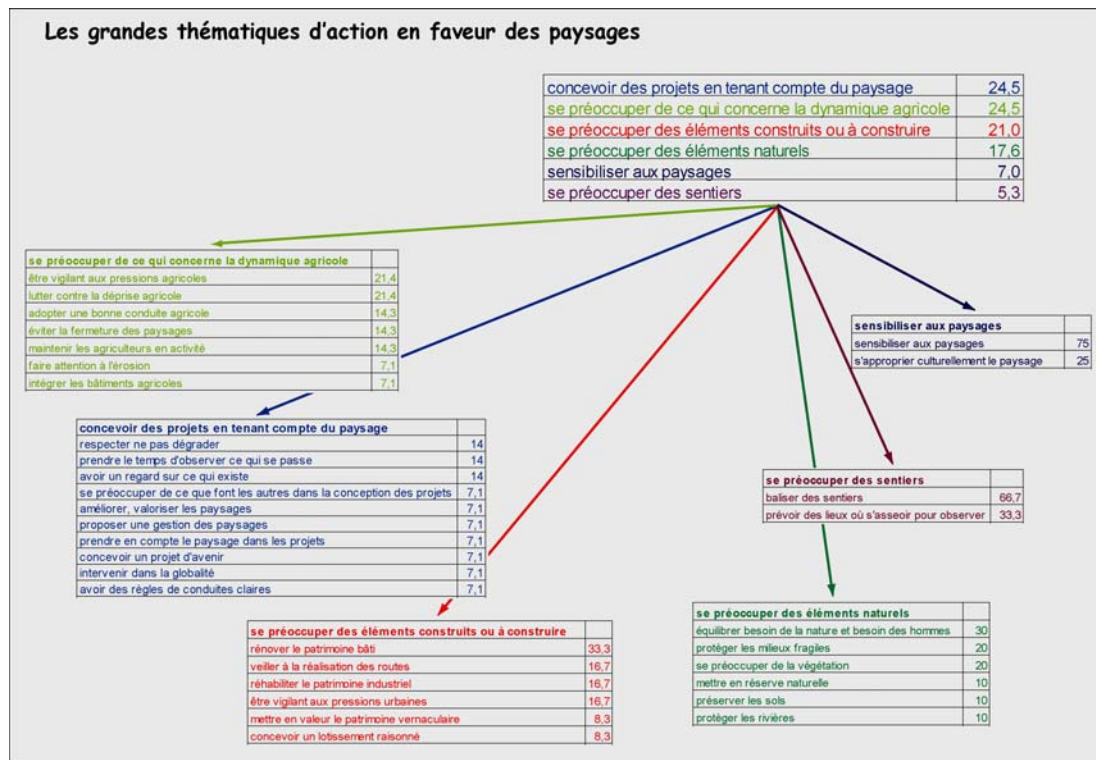 Les grandes thématiques d'action en faveur des paysages
concevoir des projets en tenant compte du paysage 24,5
se préoccuper de ce qui concerne la dynamique agricole 24,5
se préoccuper des éléments construits ou à construire 21,0
se préoccuper des éléments naturels 17,6
sensibiliser aux paysages 7,0
se préoccuper des sentiers 5,3
se préoccuper de ce qui concerne la dynamique agricole
être vigilant aux pressions agricoles 21,4
lutter contre la déprise agricole 21,4
adopter une bonne conduite agricole 14,3
éviter la fermeture des paysages 14,3
maintenir les agriculteurs en activité 14,3
faire attention à l'érosion 7,1
intégrer les bâtiments agricoles 7,1
sensibiliser aux paysages
sensibiliser aux paysages 75
s'approprier culturellement le paysage 25
concevoir des projets en tenant compte du paysage
respecter ne pas dégrader 14
prendre le temps d'observer ce qui se passe 14
avoir un regard sur ce qui existe 14
se préoccuper de ce que font les autres dans la conception des projets 7,1
améliorer, valoriser les paysages 7,1
proposer une gestion des paysages 7,1
prendre en compte le paysage dans les projets 7,1
concevoir un projet d'avenir 7,1
intervenir dans la globalité 7,1
avoir des règles de conduites claires 7,1
se préoccuper des sentiers
baliser des sentiers 66,7
prévoir des lieux où s'asseoir pour observer 33,3
se préoccuper des éléments construits ou à construire
rénover le patrimoine bâti 33,3
veiller à la réalisation des routes 16,7
réhabiliter le patrimoine industriel 16,7
être vigilant aux pressions urbaines 16,7
mettre en valeur le patrimoine vernaculaire 8,3
concevoir un lotissement raisonné 8,3
se préoccuper des éléments naturels
équilibrer besoin de la nature et besoin des hommes 30
protéger les milieux fragiles 20
se préoccuper de la végétation 20
mettre en réserve naturelle 10
préserver les sols 10
protèger les rivières 10